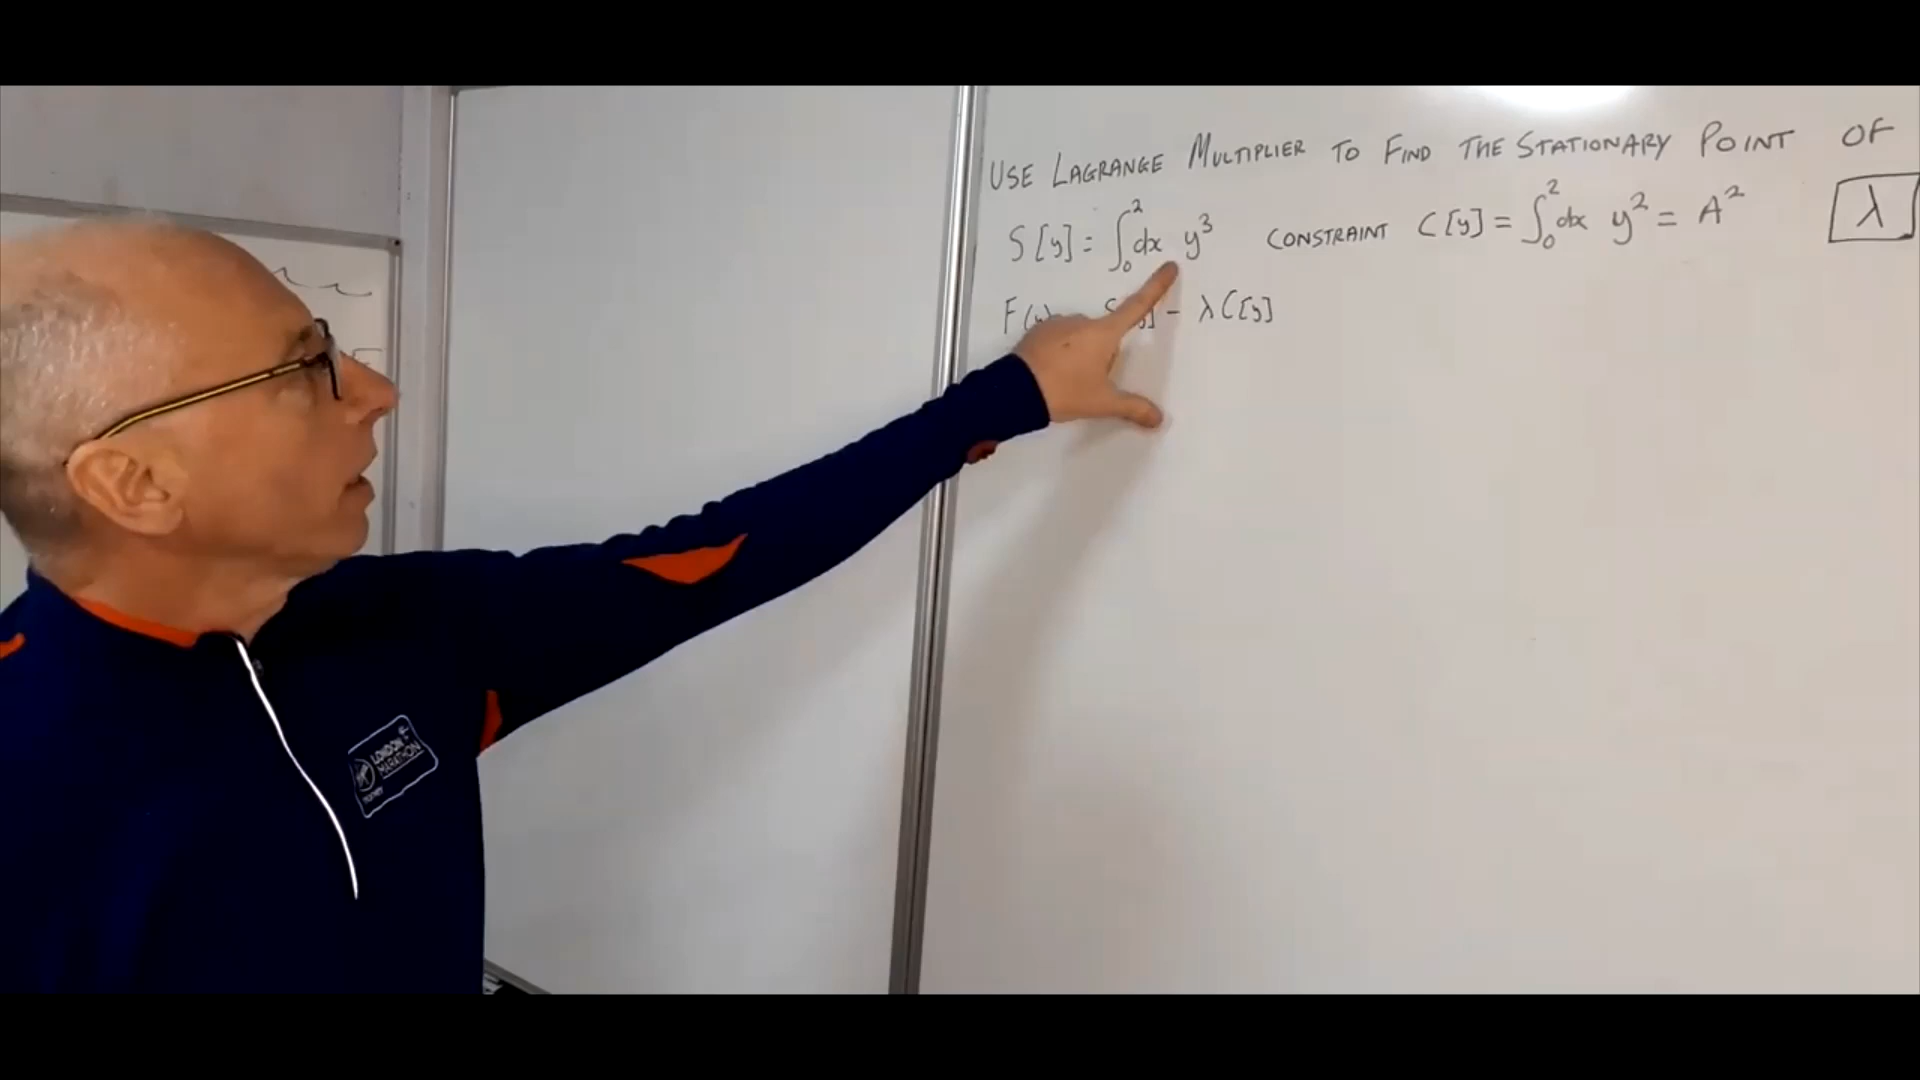 USE LAGRANGE MULTIPLIER TO FIND THE STATIONARY POINT OF
S[y] = ∫₀² dx y³ CONSTRAINT C[y] = ∫₀² dx y² = A² λ
F(y) - λC[y]
LONDON
MARATHON
money